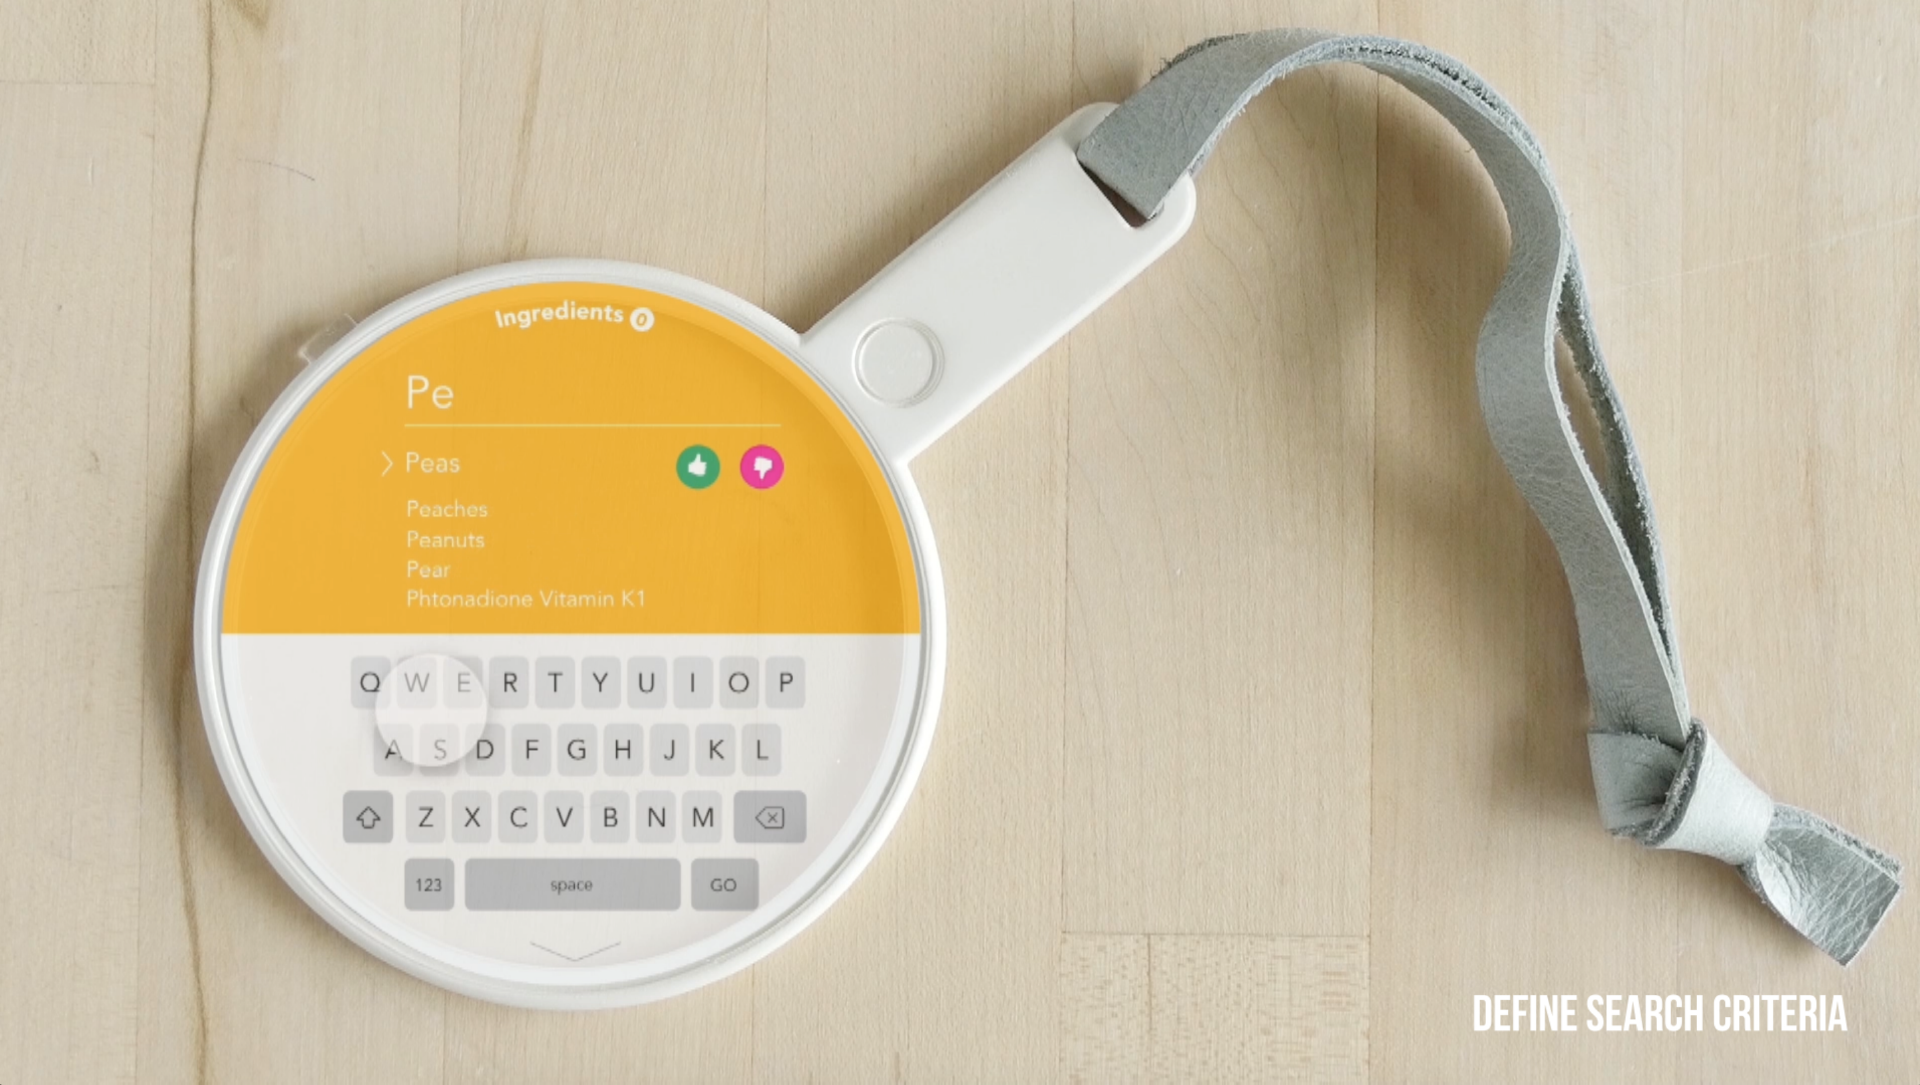 Ingredients 0
Pe
Peas
Peaches
Peanuts
Pear
Phtonadione Vitamin K1
Q W E R T Y U I O P
A S D F G H J K L
Z X C V B N M
123 space GO
DEFINE SEARCH CRITERIA